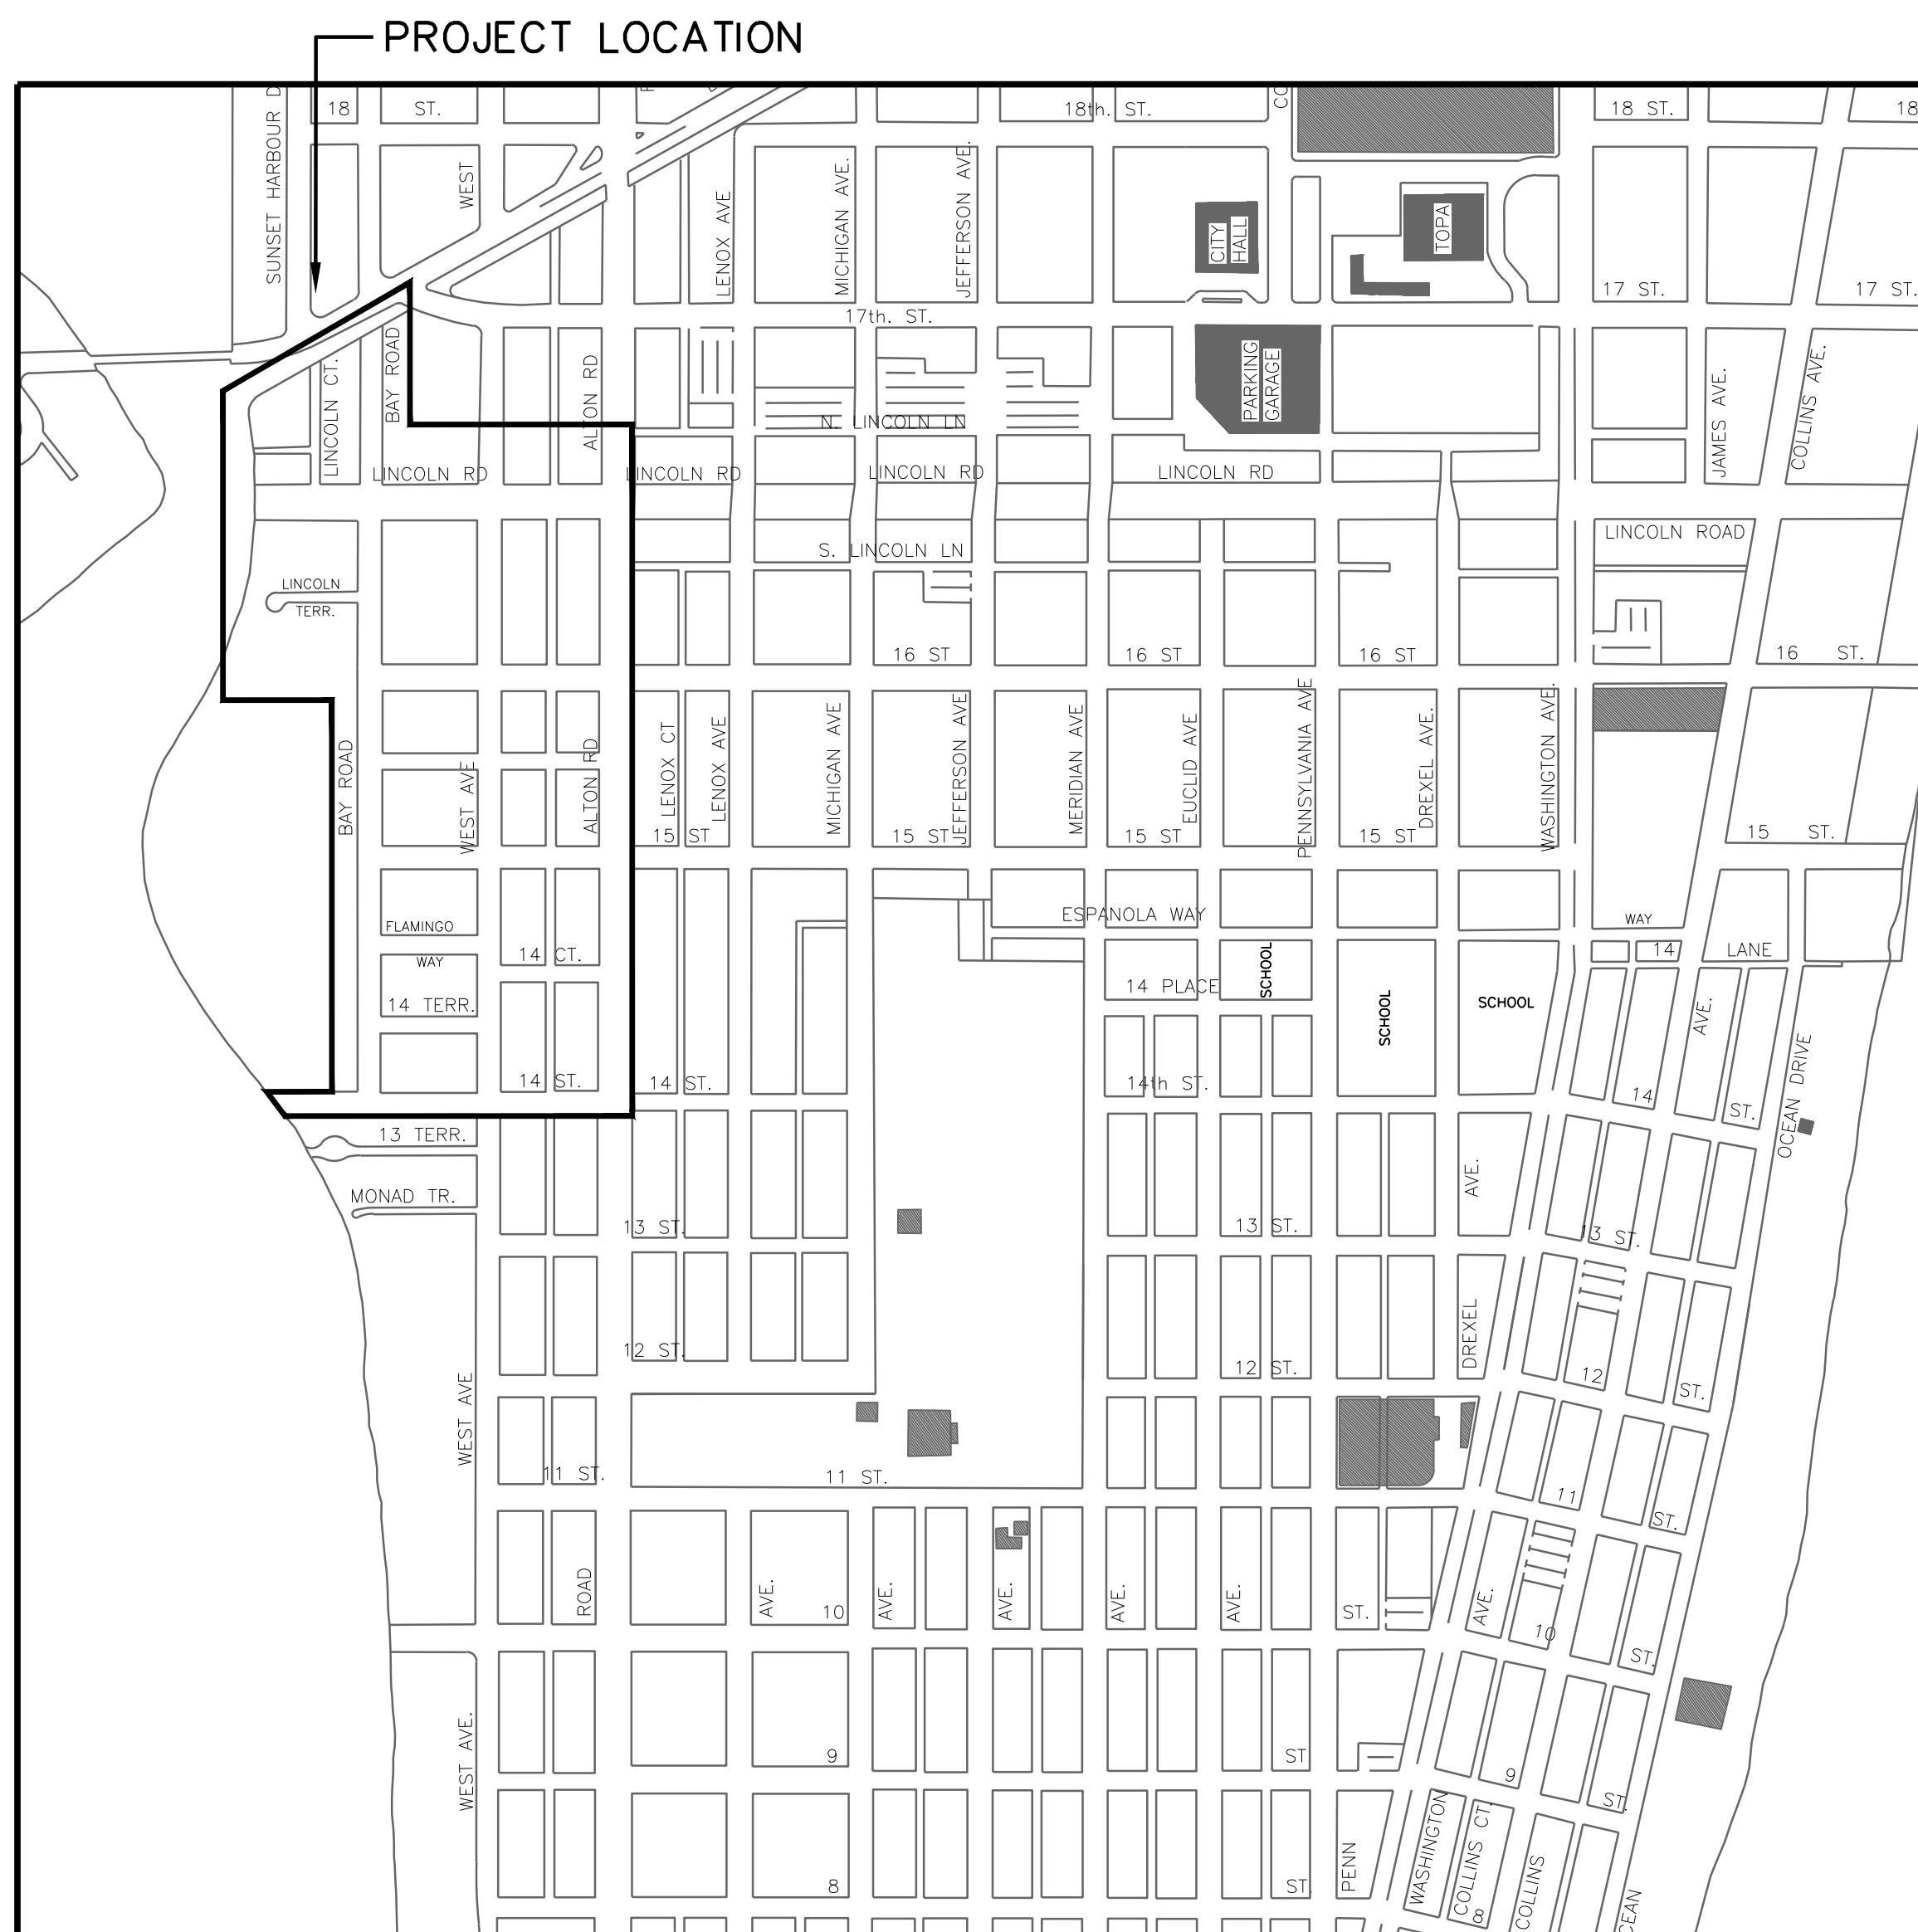 PROJECT LOCATION
18 ST.
18th. ST.
18 ST.
18
SUNSET HARBOUR D
WEST
LENOX AVE
MICHIGAN AVE.
JEFFERSON AVE.
CO
CITY
HALL
TOPA
17 ST.
17 ST.
17th. ST.
LINCOLN CT.
BAY ROAD
ALTON RD
PARKING
GARAGE
JAMES AVE.
COLLINS AVE.
N. LINCOLN LN
LINCOLN RD
LINCOLN RD
LINCOLN RD
LINCOLN RD
LINCOLN ROAD
S. LINCOLN LN
LINCOLN
TERR.
16 ST
16 ST
16 ST
16 ST.
BAY ROAD
WEST AVE
ALTON RD
LENOX CT
LENOX AVE
MICHIGAN AVE
JEFFERSON AVE
MERIDIAN AVE
EUCLID AVE
PENNSYLVANIA AVE
DREXEL AVE.
WASHINGTON AVE.
15 ST
15 ST
15 ST
15 ST
15 ST.
FLAMINGO
WAY
ESPANOLA WAY
WAY
14 CT.
14 LANE
14 TERR.
14 PLACE
SCHOOL
SCHOOL
SCHOOL
AVE.
OCEAN DRIVE
14 ST.
14 ST.
14th ST.
14 ST.
13 TERR.
MONAD TR.
AVE.
13 ST.
13 ST.
13 ST.
DREXEL
12 ST.
12 ST.
12 ST.
WEST AVE
11 ST.
11 ST.
11 ST.
ROAD
AVE.
10
AVE.
AVE.
AVE.
AVE.
ST.
AVE.
10 ST.
WEST AVE.
9
ST
9 ST.
8
ST.
PENN
WASHINGTON
COLLINS CT.
8
COLLINS
CEAN